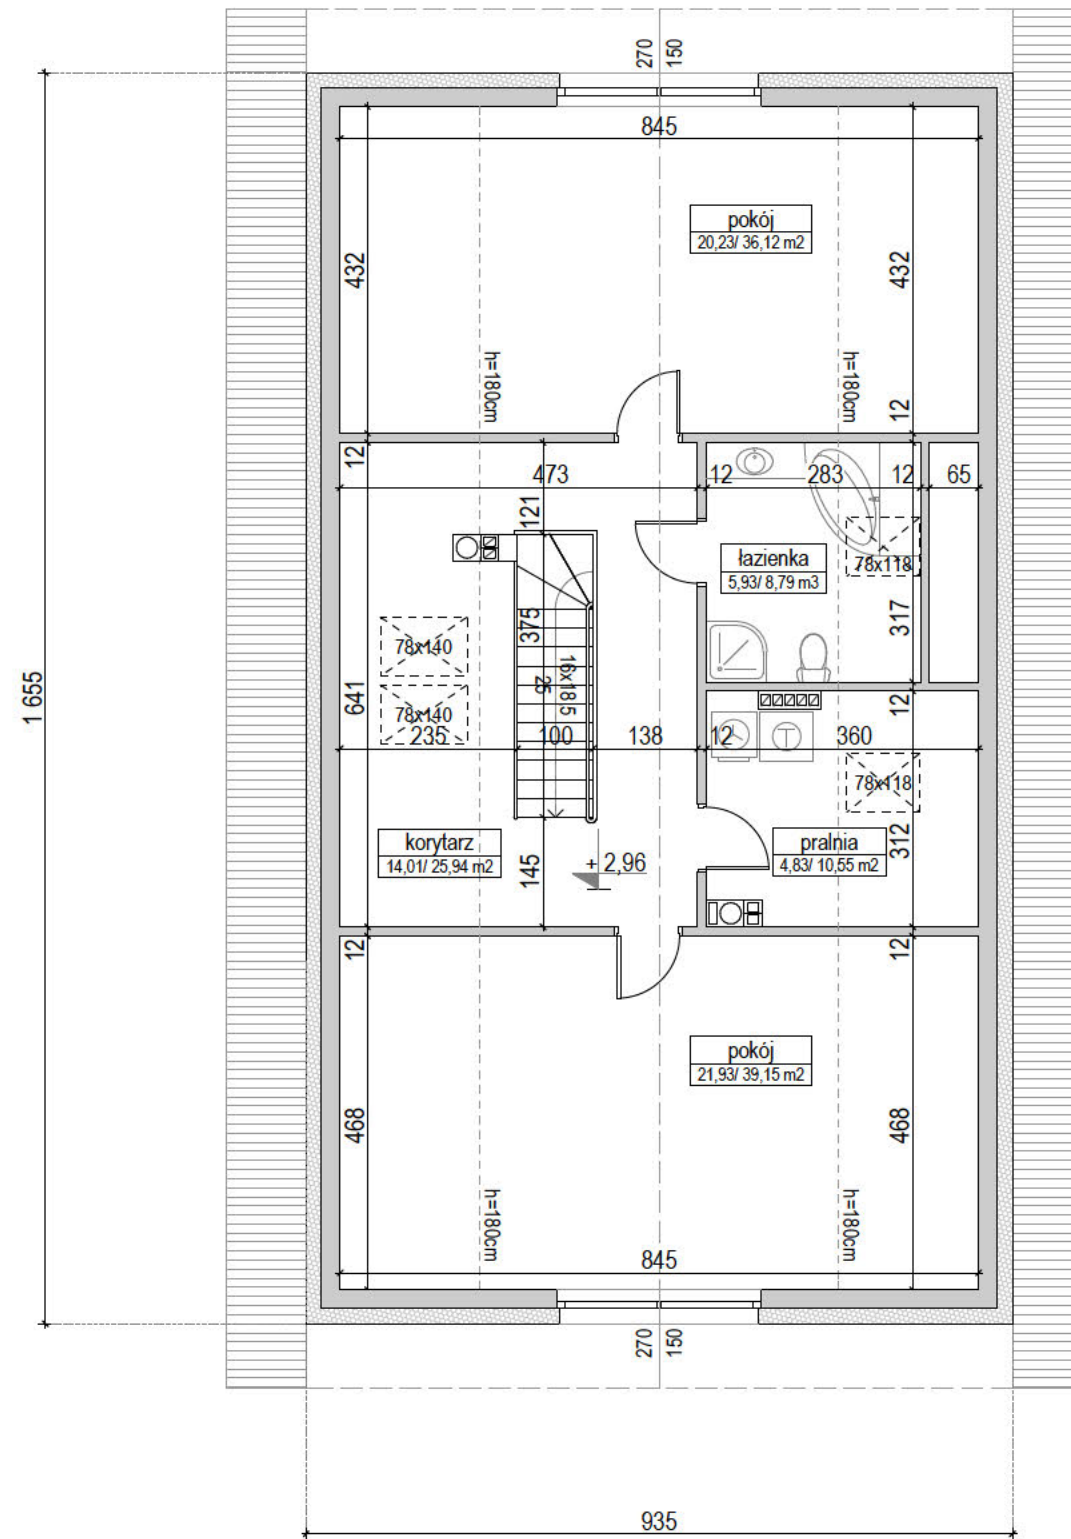 270
150
845
pokój
20,23/ 36,12 m2
432
432
h=180cm
h=180cm
12
12
473
12
283
12
65
121
łazienka
5,93/ 8,79 m3
78x118
375
317
78x140
16x18,5
25
1 655
641
78x140
12
235
100
138
12
360
T
78x118
korytarz
14,01/ 25,94 m2
pralnia
4,83/ 10,55 m2
312
145
+ 2,96
12
12
pokój
21,93/ 39,15 m2
468
468
h=180cm
h=180cm
845
270
150
935